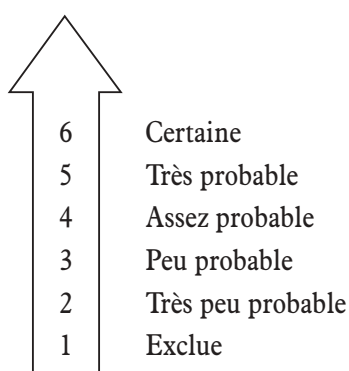 6 Certaine
5 Très probable
4 Assez probable
3 Peu probable
2 Très peu probable
1 Exclue